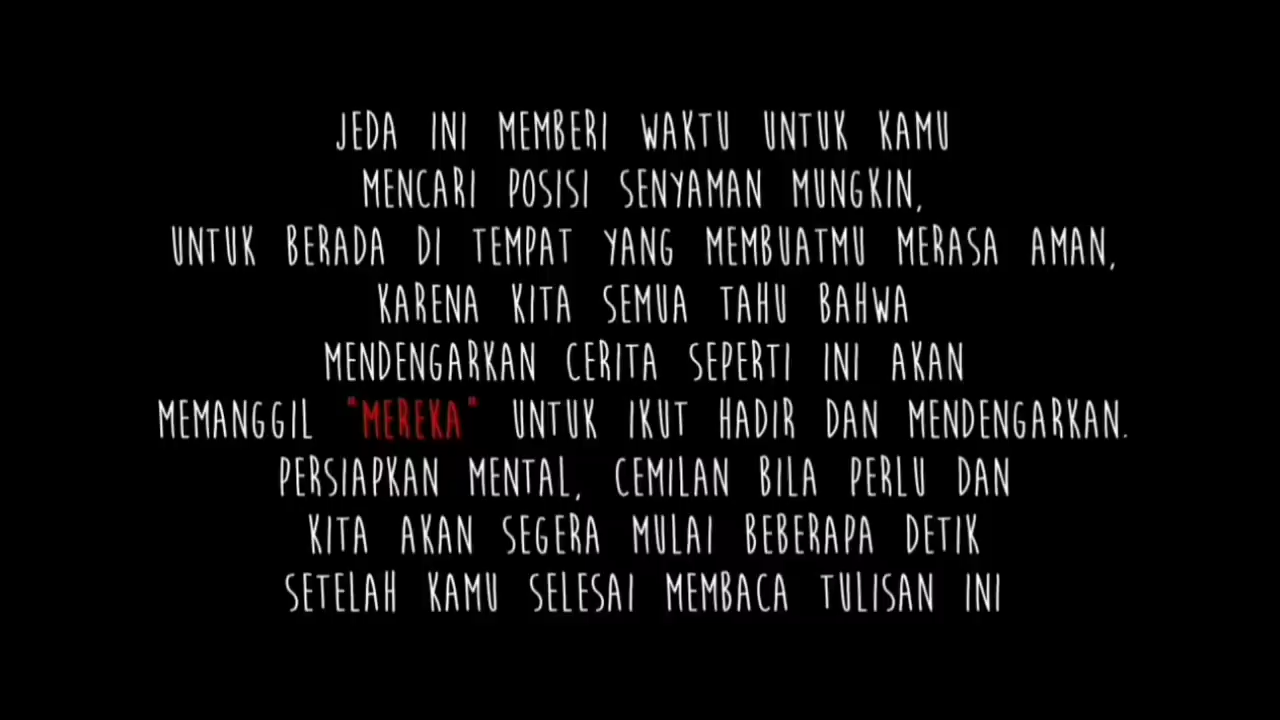 JEDA INI MEMBERI WAKTU UNTUK KAMU
MENCARI POSISI SENYAMAN MUNGKIN,
UNTUK BERADA DI TEMPAT YANG MEMBUATMU MERASA AMAN,
KARENA KITA SEMUA TAHU BAHWA
MENDENGARKAN CERITA SEPERTI INI AKAN
MEMANGGIL "MEREKA" UNTUK IKUT HADIR DAN MENDENGARKAN.
PERSIAPKAN MENTAL, CEMILAN BILA PERLU DAN
KITA AKAN SEGERA MULAI BEBERAPA DETIK
SETELAH KAMU SELESAI MEMBACA TULISAN INI